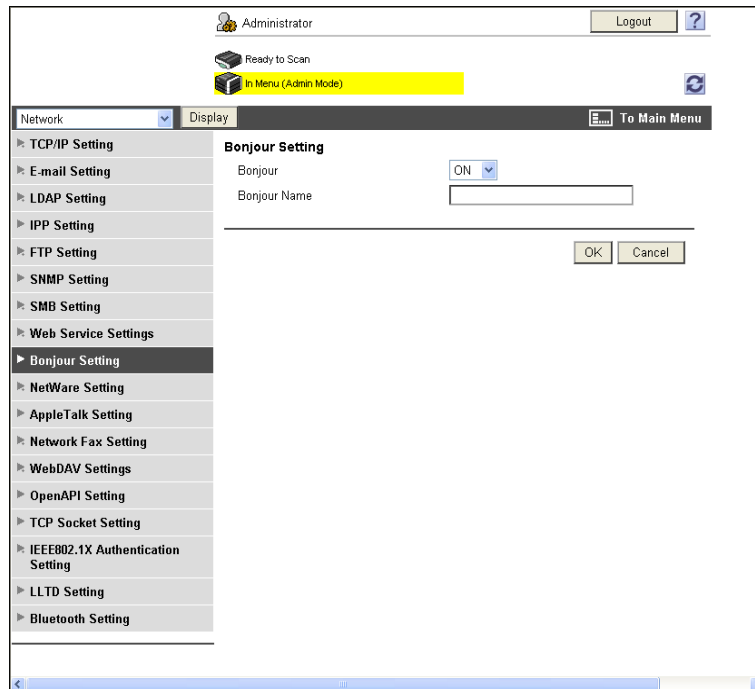 Administrator
Logout
?
Ready to Scan
In Menu (Admin Mode)
Network
Display
To Main Menu
TCP/IP Setting
E-mail Setting
LDAP Setting
IPP Setting
FTP Setting
SNMP Setting
SMB Setting
Web Service Settings
Bonjour Setting
NetWare Setting
AppleTalk Setting
Network Fax Setting
WebDAV Settings
OpenAPI Setting
TCP Socket Setting
IEEE802.1X Authentication
Setting
LLTD Setting
Bluetooth Setting
Bonjour Setting
Bonjour
ON
Bonjour Name
OK
Cancel